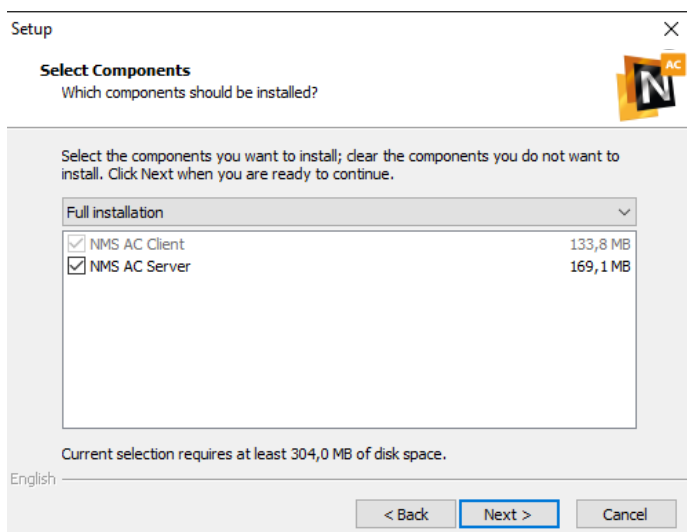 Setup
AC
N
Select Components
Which components should be installed?
Select the components you want to install; clear the components you do not want to
install. Click Next when you are ready to continue.
Full installation
NMS AC Client 133,8 MB
NMS AC Server 169,1 MB
Current selection requires at least 304,0 MB of disk space.
English
< Back Next > Cancel